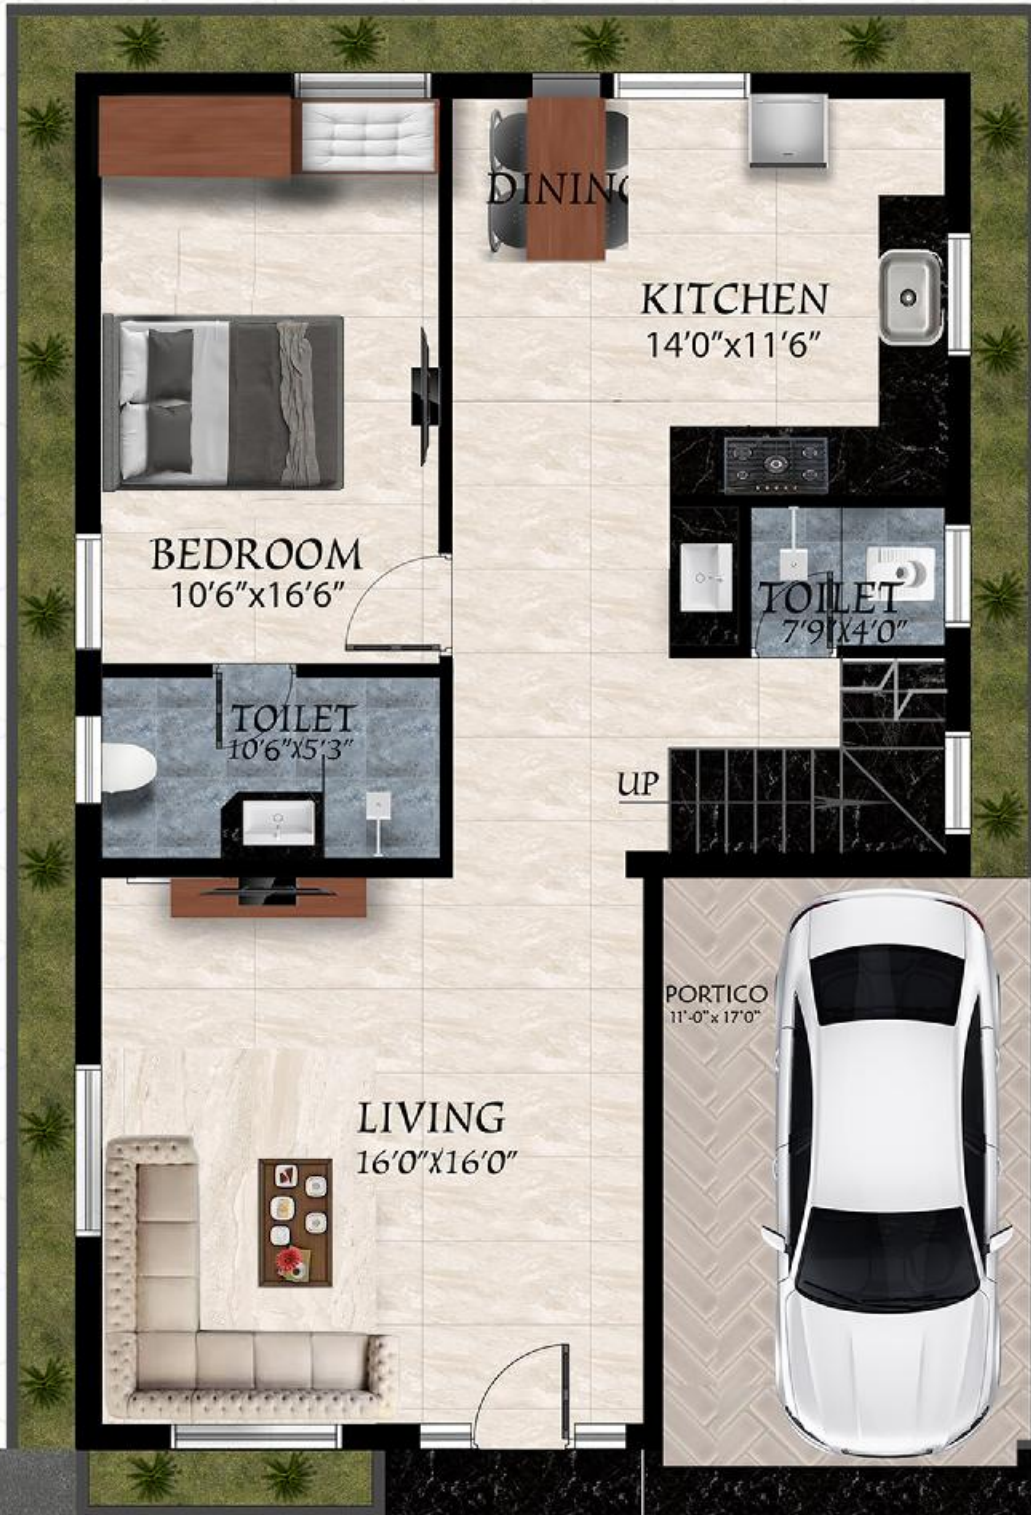 DINING
KITCHEN
14'0"x11'6"
BEDROOM
10'6"x16'6"
TOILET
7'9"X4'0"
TOILET
10'6"X5'3"
UP
PORTICO
11'-0"x 17'0"
LIVING
16'0"X16'0"